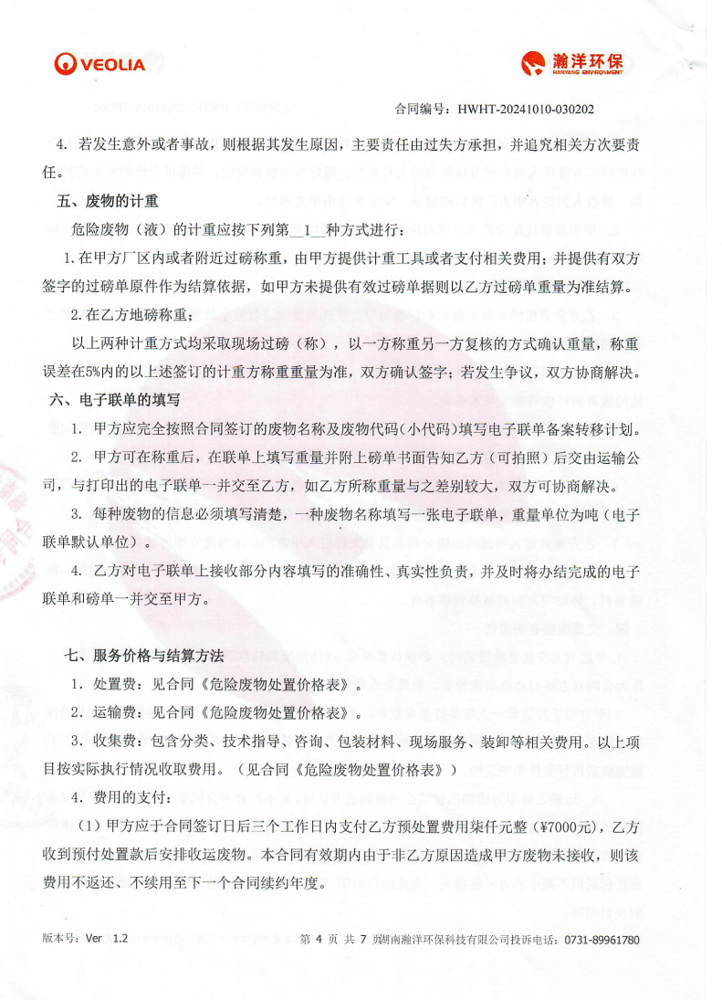 VEOLIA
瀚洋环保
HANYANG ENVIRONMENT
合同编号：HWHT-20241010-030202
4. 若发生意外或者事故，则根据其发生原因，主要责任由过失方承担，并追究相关方次要责
任。
五、废物的计重
危险废物（液）的计重应按下列第 1 种方式进行：
1.在甲方厂区内或者附近过磅称重，由甲方提供计重工具或者支付相关费用；并提供有双方
签字的过磅单原件作为结算依据，如甲方未提供有效过磅单据则以乙方过磅单重量为准结算。
2.在乙方地磅称重；
以上两种计重方式均采取现场过磅（称），以一方称重另一方复核的方式确认重量，称重
误差在5%内的以上述签订的计重方称重重量为准，双方确认签字；若发生争议，双方协商解决。
六、电子联单的填写
1. 甲方应完全按照合同签订的废物名称及废物代码(小代码)填写电子联单备案转移计划。
2. 甲方可在称重后，在联单上填写重量并附上磅单书面告知乙方（可拍照）后交由运输公
司，与打印出的电子联单一并交至乙方，如乙方所称重量与之差别较大，双方可协商解决。
3. 每种废物的信息必须填写清楚，一种废物名称填写一张电子联单，重量单位为吨（电子
联单默认单位）。
4. 乙方对电子联单上接收部分内容填写的准确性、真实性负责，并及时将办结完成的电子
联单和磅单一并交至甲方。
七、服务价格与结算方法
1. 处置费：见合同《危险废物处置价格表》。
2. 运输费：见合同《危险废物处置价格表》。
3. 收集费：包含分类、技术指导、咨询、包装材料、现场服务、装卸等相关费用。以上项
目按实际执行情况收取费用。（见合同《危险废物处置价格表》）
4. 费用的支付：
（1）甲方应于合同签订日后三个工作日内支付乙方预处置费用柒仟元整（¥7000元)，乙方
收到预付处置款后安排收运废物。本合同有效期内由于非乙方原因造成甲方废物未接收，则该
费用不返还、不续用至下一个合同续约年度。
版本号：Ver 1.2 第 4 页 共 7 页湖南瀚洋环保科技有限公司投诉电话：0731-89961780